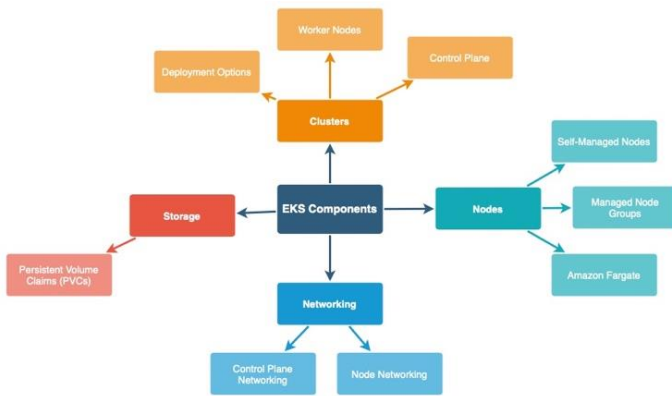 Worker Nodes
Deployment Options
Control Plane
Clusters
Self-Managed Nodes
Storage
EKS Components
Nodes
Managed Node
Groups
Persistent Volume
Claims (PVCs)
Amazon Fargate
Networking
Control Plane
Networking
Node Networking